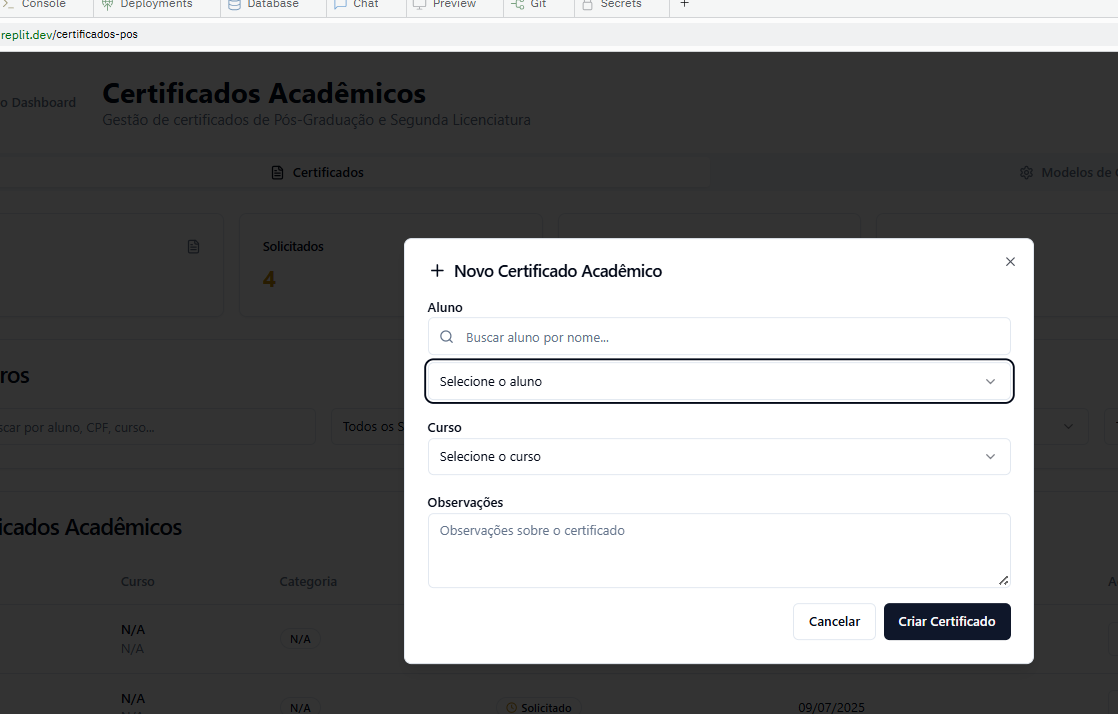 Console Deployments Database Chat Preview Git Secrets +
replit.dev/certificados-pos
o Dashboard
Certificados Acadêmicos
Gestão de certificados de Pós-Graduação e Segunda Licenciatura
Certificados
Modelos de
Solicitados
4
Novo Certificado Acadêmico
Aluno
Buscar aluno por nome...
Selecione o aluno
Curso
Selecione o curso
Observações
Observações sobre o certificado
Cancelar
Criar Certificado
ros
scar por aluno, CPF, curso...
Todos os S
icados Acadêmicos
Curso
Categoria
A
N/A
N/A
N/A
N/A
N/A
Solicitado
09/07/2025